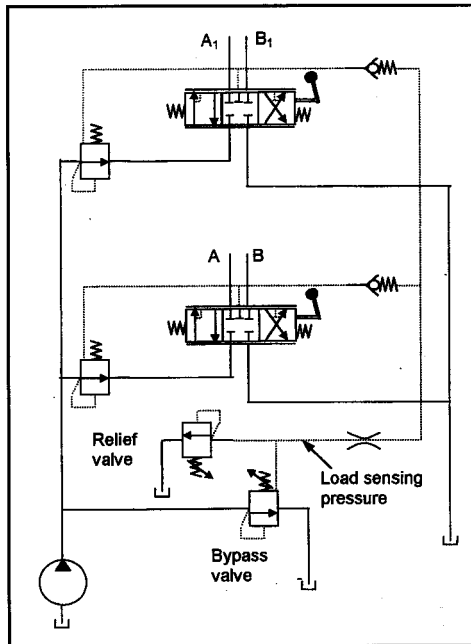 A₁ B₁
A B
Relief
valve
Load sensing
pressure
Bypass
valve